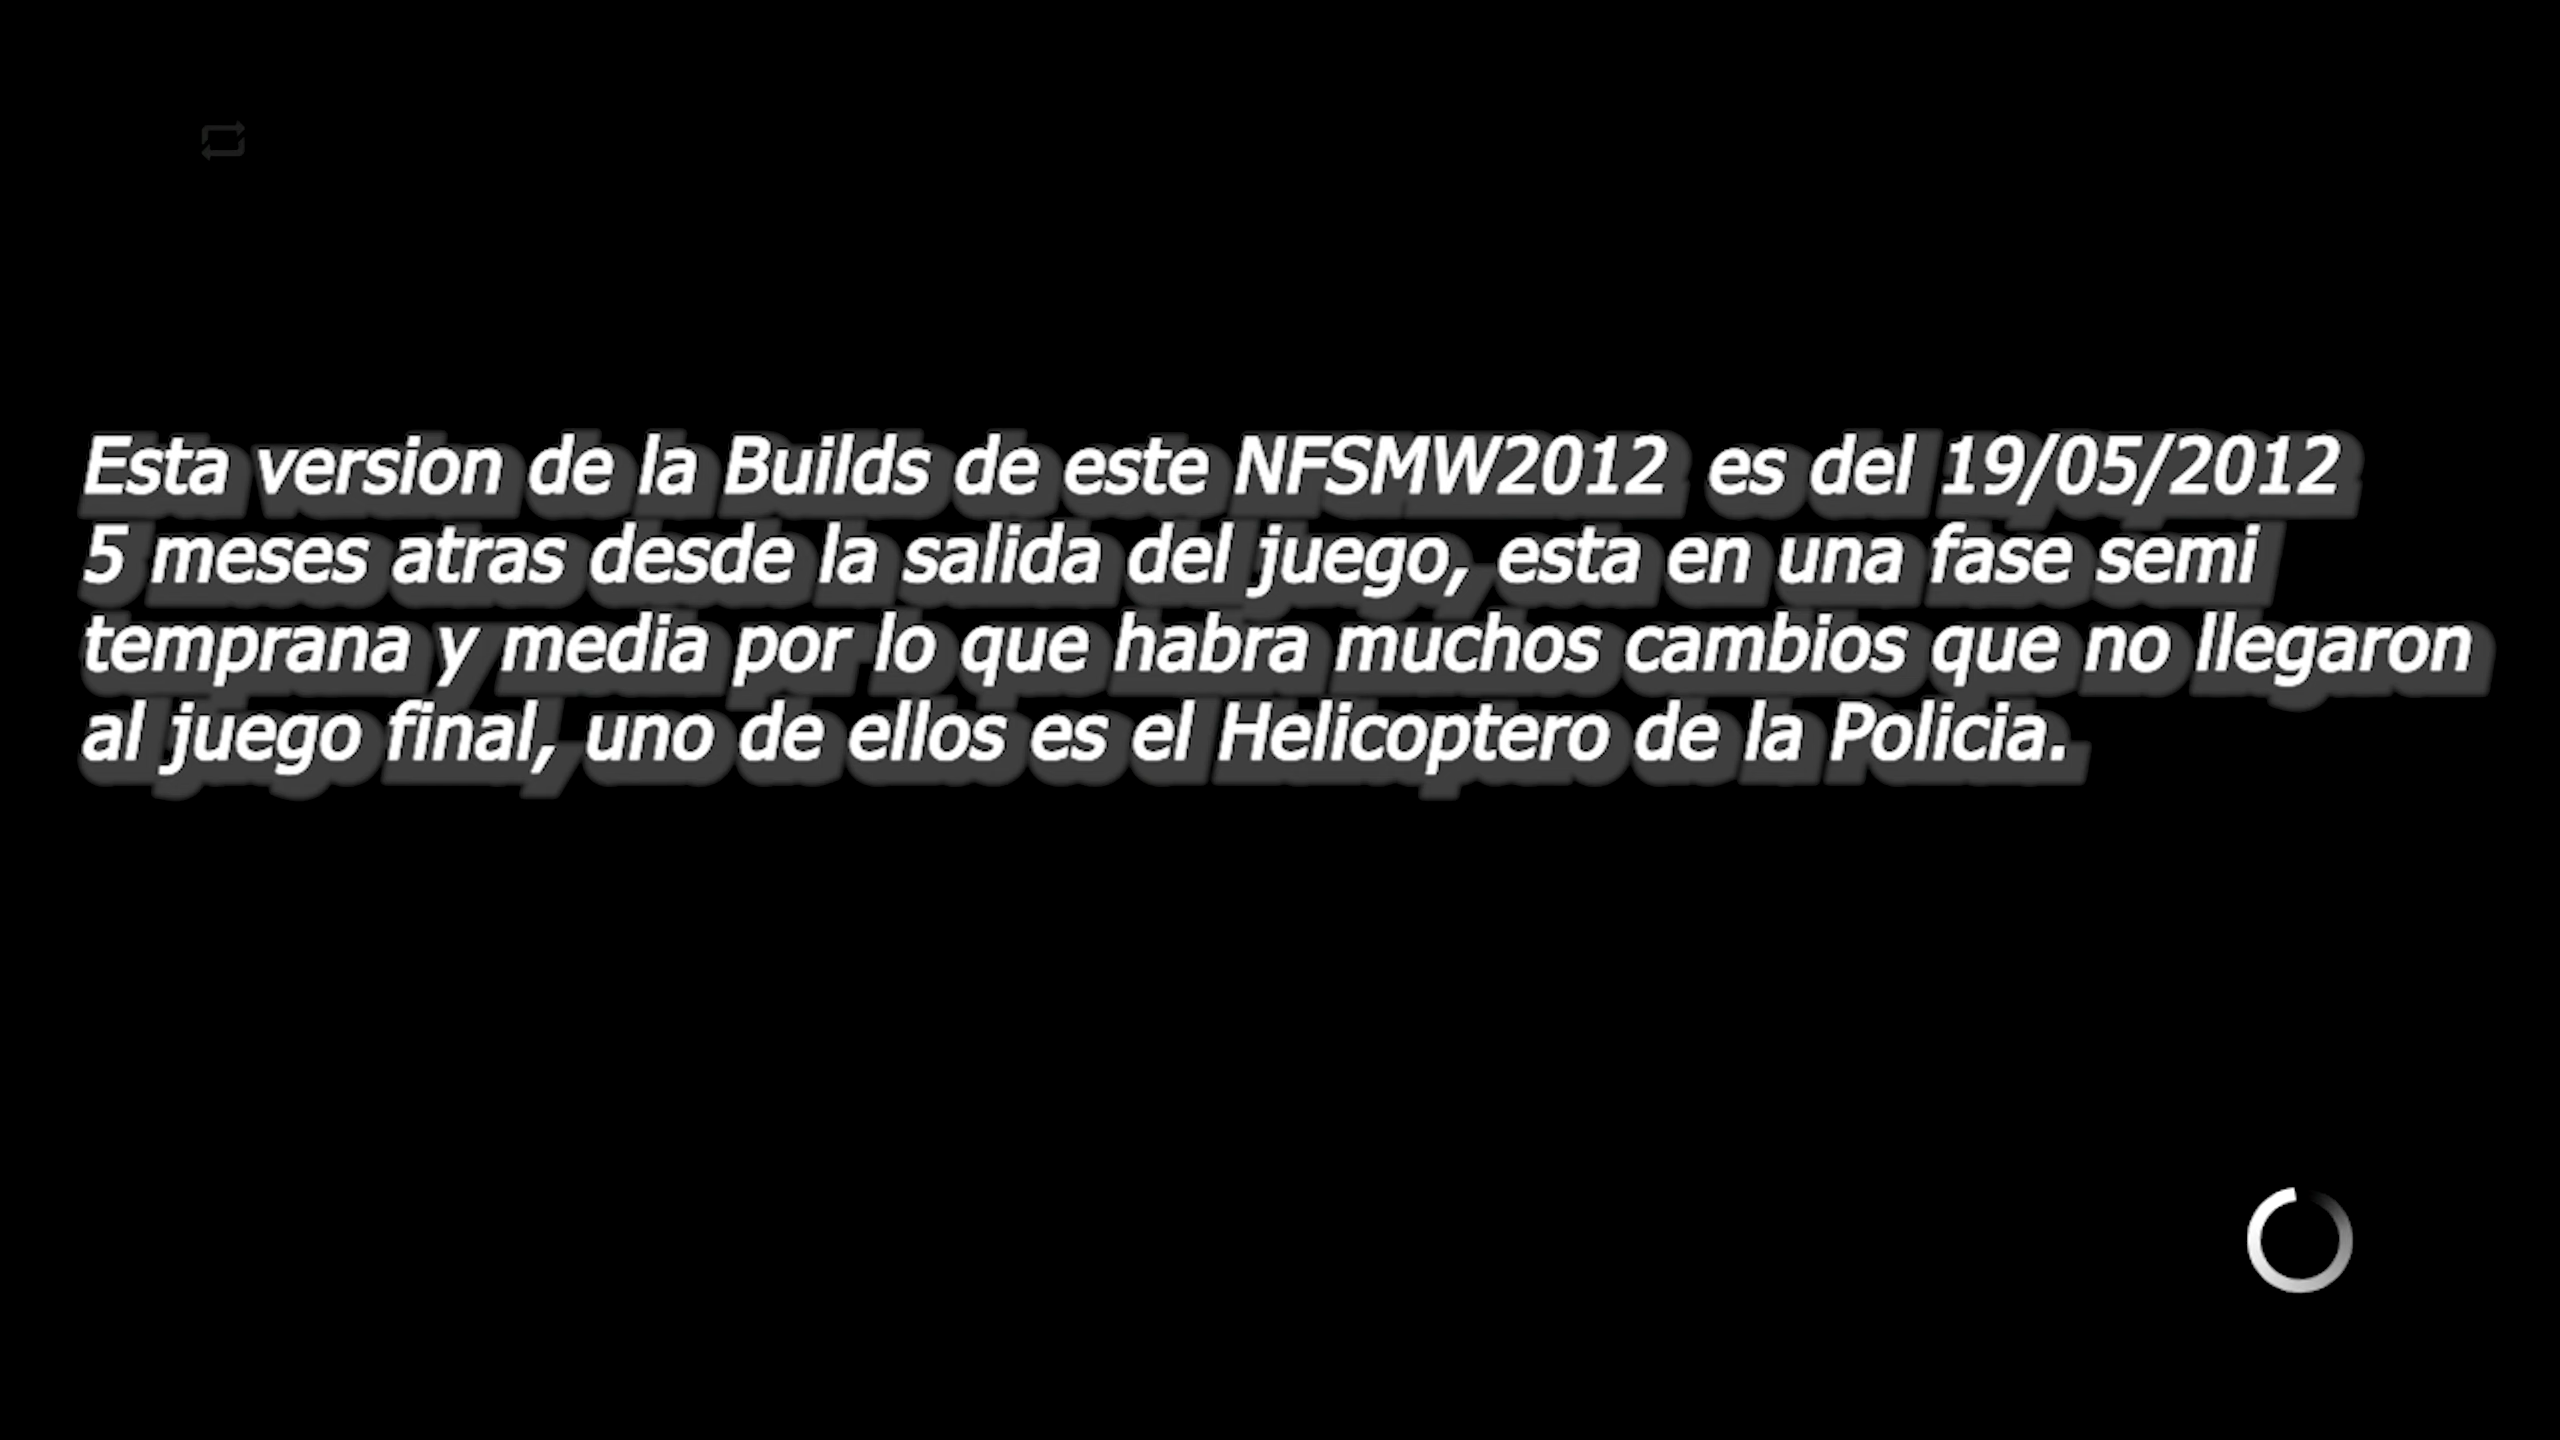 Esta version de la Builds de este NFSMW2012 es del 19/05/2012
5 meses atras desde la salida del juego, esta en una fase semi
temprana y media por lo que habra muchos cambios que no llegaron
al juego final, uno de ellos es el Helicoptero de la Policia.